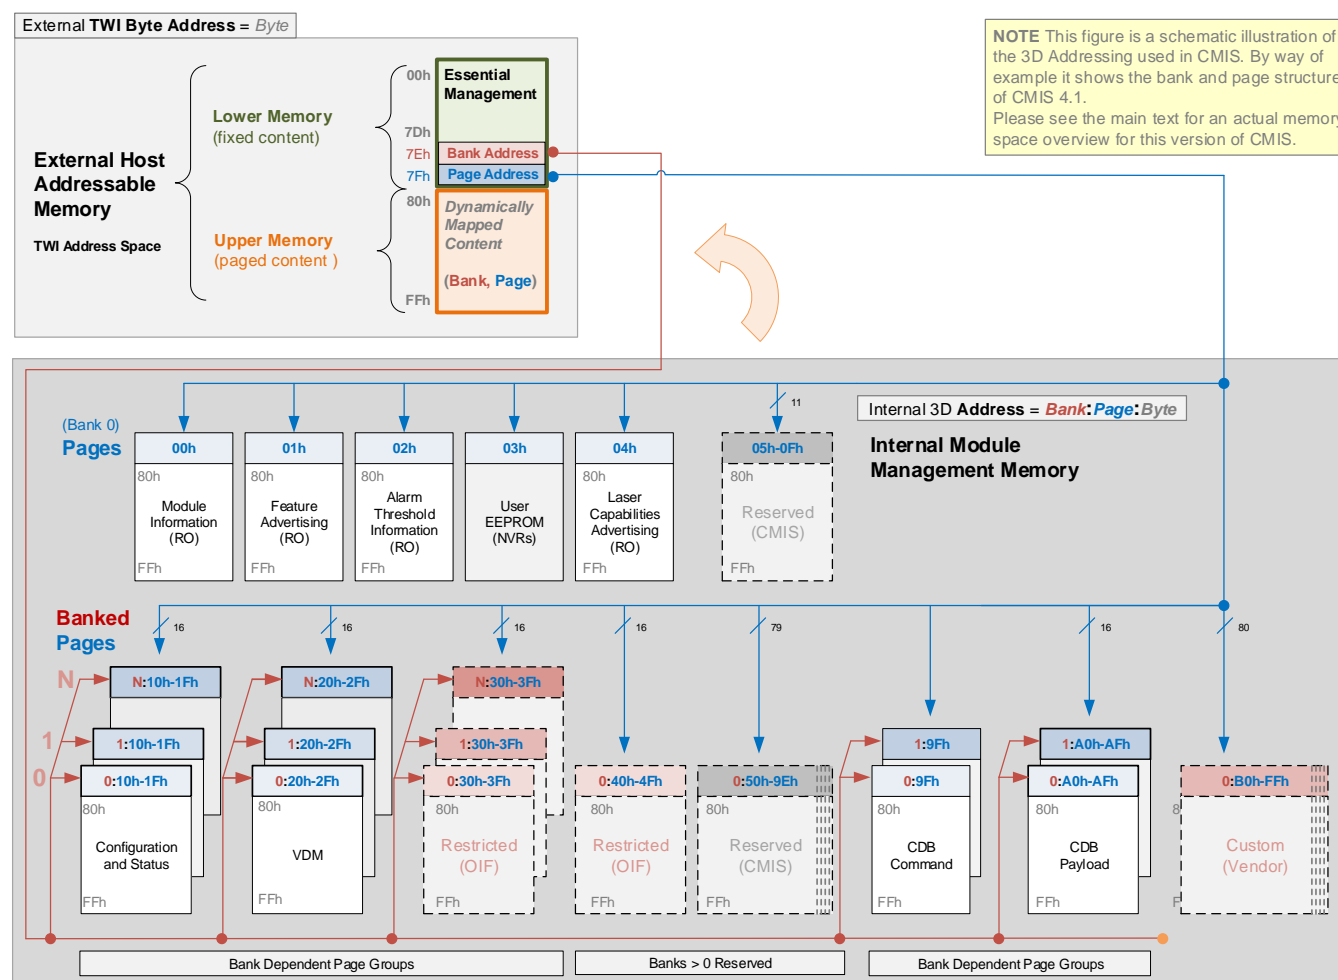 External TWI Byte Address = Byte
NOTE This figure is a schematic illustration of
the 3D Addressing used in CMIS. By way of
example it shows the bank and page structure
of CMIS 4.1.
Please see the main text for an actual memory
space overview for this version of CMIS.
External Host
Addressable
Memory
TWI Address Space
Lower Memory
(fixed content)
Upper Memory
(paged content )
00h
Essential
Management
7Dh
7Eh
Bank Address
7Fh
Page Address
80h
Dynamically
Mapped
Content
(Bank, Page)
FFh
Internal 3D Address = Bank:Page:Byte
Internal Module
Management Memory
(Bank 0)
Pages
00h
80h
Module
Information
(RO)
FFh
01h
80h
Feature
Advertising
(RO)
FFh
02h
80h
Alarm
Threshold
Information
(RO)
FFh
03h
User
EEPROM
(NVRs)
04h
80h
Laser
Capabilities
Advertising
(RO)
FFh
11
05h-0Fh
80h
Reserved
(CMIS)
FFh
Banked
Pages
16
16
16
16
79
16
80
N
1
0
N:10h-1Fh
1:10h-1Fh
0:10h-1Fh
80h
Configuration
and Status
FFh
N:20h-2Fh
1:20h-2Fh
0:20h-2Fh
80h
VDM
FFh
N:30h-3Fh
1:30h-3Fh
0:30h-3Fh
80h
Restricted
(OIF)
FFh
0:40h-4Fh
80h
Restricted
(OIF)
FFh
0:50h-9Eh
80h
Reserved
(CMIS)
FFh
1:9Fh
0:9Fh
80h
CDB
Command
FFh
1:A0h-AFh
0:A0h-AFh
80h
CDB
Payload
FFh
0:B0h-FFh
Custom
(Vendor)
Bank Dependent Page Groups
Banks > 0 Reserved
Bank Dependent Page Groups